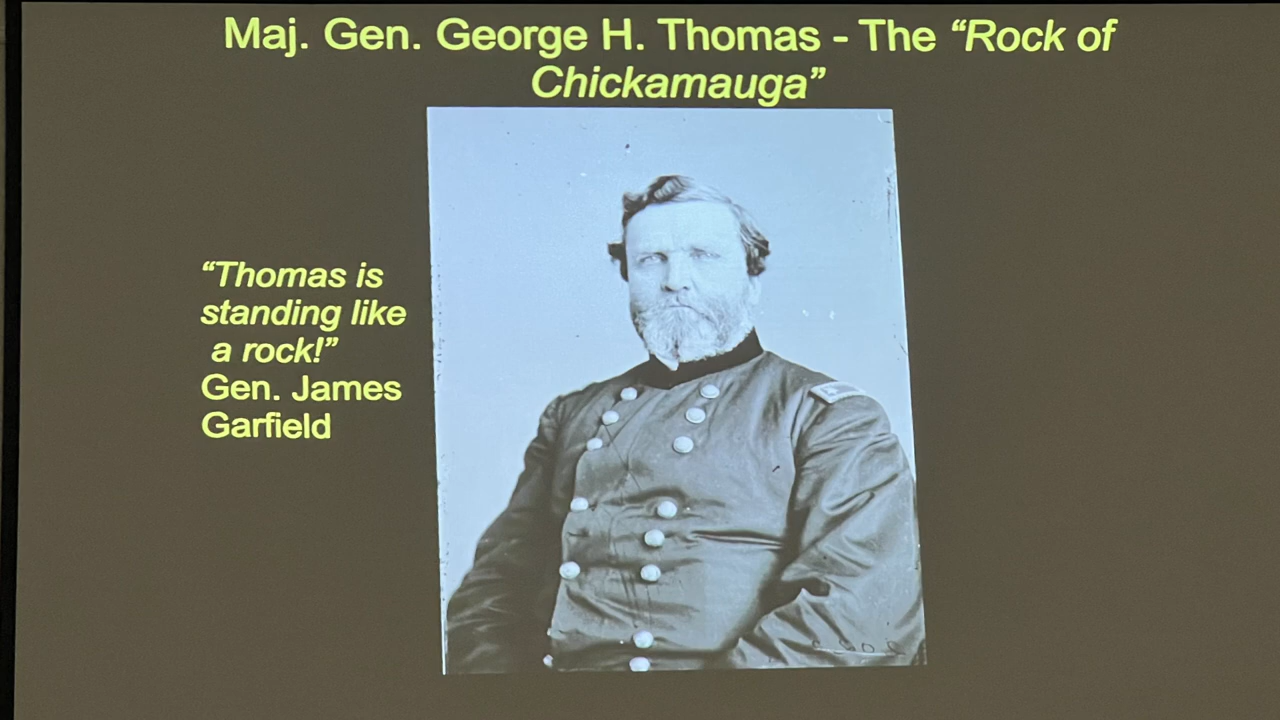 Maj. Gen. George H. Thomas - The “Rock of
Chickamauga”
“Thomas is
standing like
a rock!”
Gen. James
Garfield